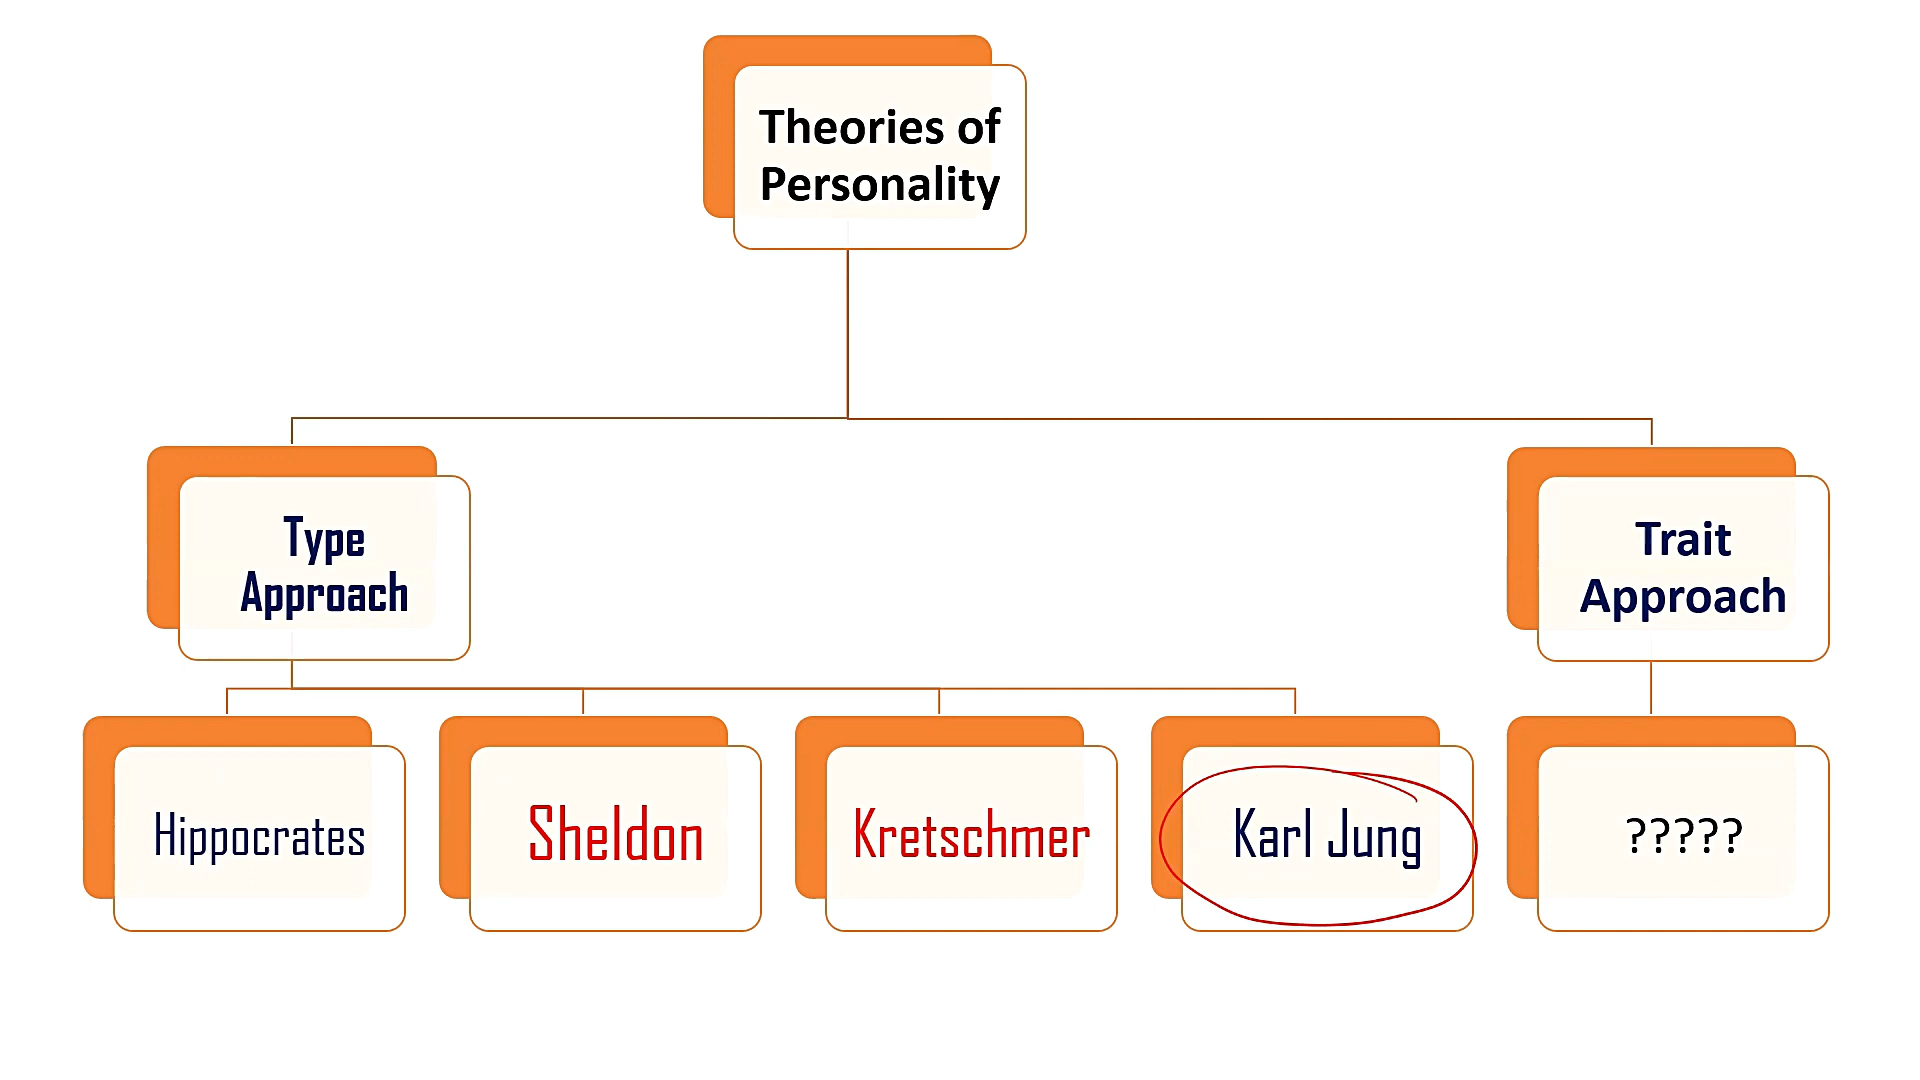 Theories of
Personality
Type
Approach
Trait
Approach
Hippocrates
Sheldon
Kretschmer
Karl Jung
?????